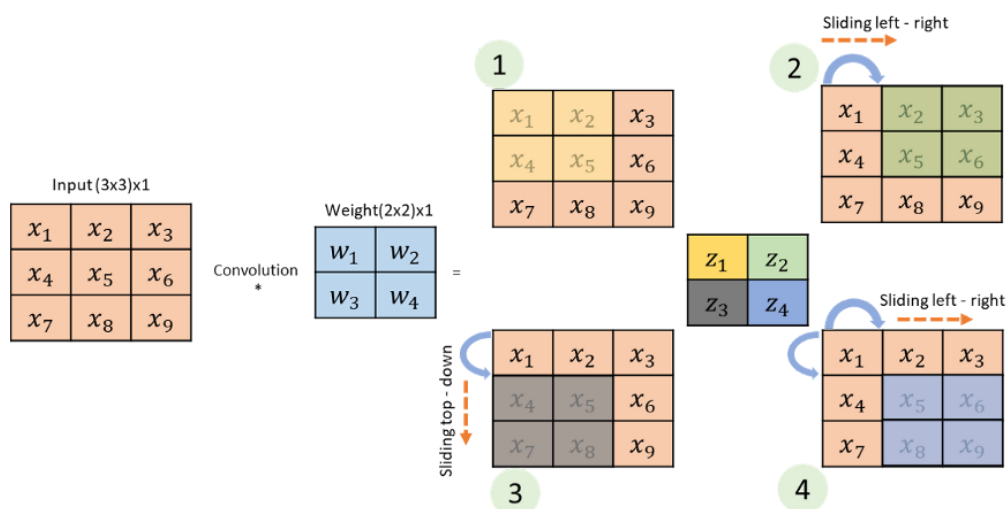 Input (3x3)x1
x₁ x₂ x₃
x₄ x₅ x₆
x₇ x₈ x₉
Convolution
*
Weight(2x2)x1
w₁ w₂
w₃ w₄
=
1
x₁ x₂ x₃
x₄ x₅ x₆
x₇ x₈ x₉
Sliding left - right
2
x₁ x₂ x₃
x₄ x₅ x₆
x₇ x₈ x₉
z₁ z₂
z₃ z₄
Sliding top - down
x₁ x₂ x₃
x₄ x₅ x₆
x₇ x₈ x₉
3
Sliding left - right
x₁ x₂ x₃
x₄ x₅ x₆
x₇ x₈ x₉
4